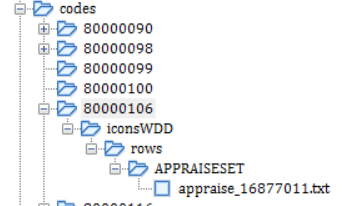 codes
80000090
80000098
80000099
80000100
80000106
iconsWDD
rows
APPRAISESET
appraise_16877011.txt